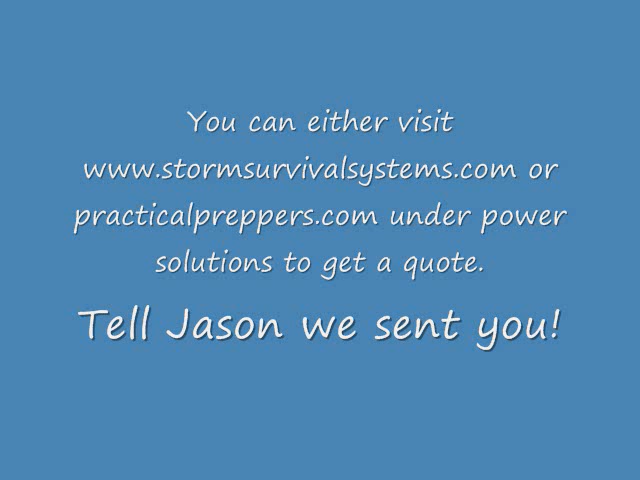 You can either visit
www.stormsurvivalsystems.com or
practicalpreppers.com under power
solutions to get a quote.
Tell Jason we sent you!